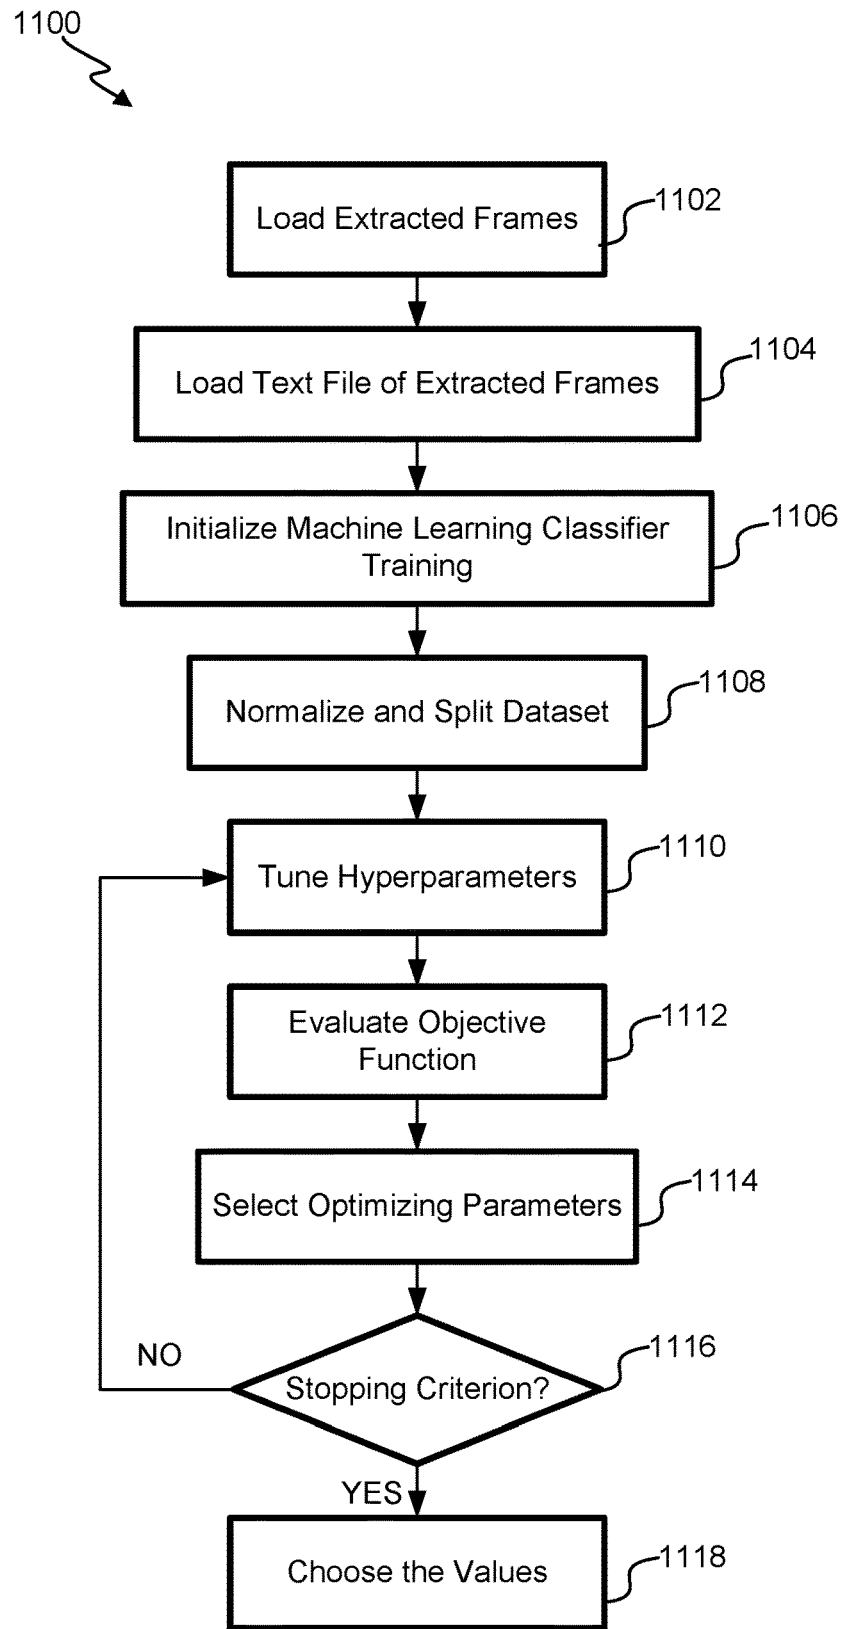 1100
Load Extracted Frames
1102
Load Text File of Extracted Frames
1104
Initialize Machine Learning Classifier
Training
1106
Normalize and Split Dataset
1108
Tune Hyperparameters
1110
Evaluate Objective
Function
1112
Select Optimizing Parameters
1114
Stopping Criterion?
1116
NO
YES
Choose the Values
1118